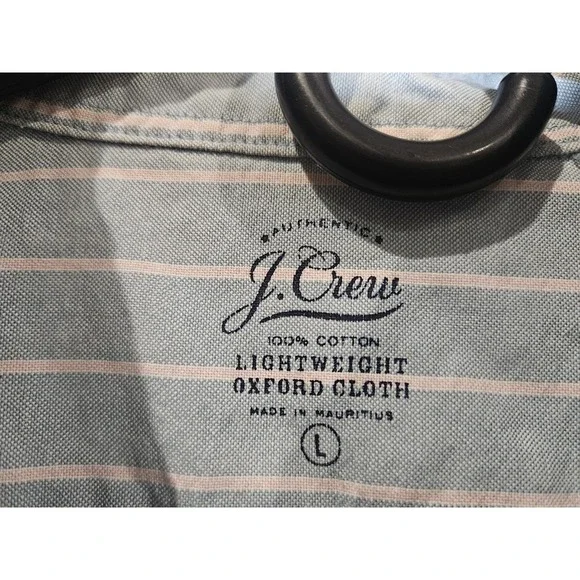 ★AUTHENTIC★
J.Crew
100% COTTON
LIGHTWEIGHT
OXFORD CLOTH
MADE IN MAURITIUS
L